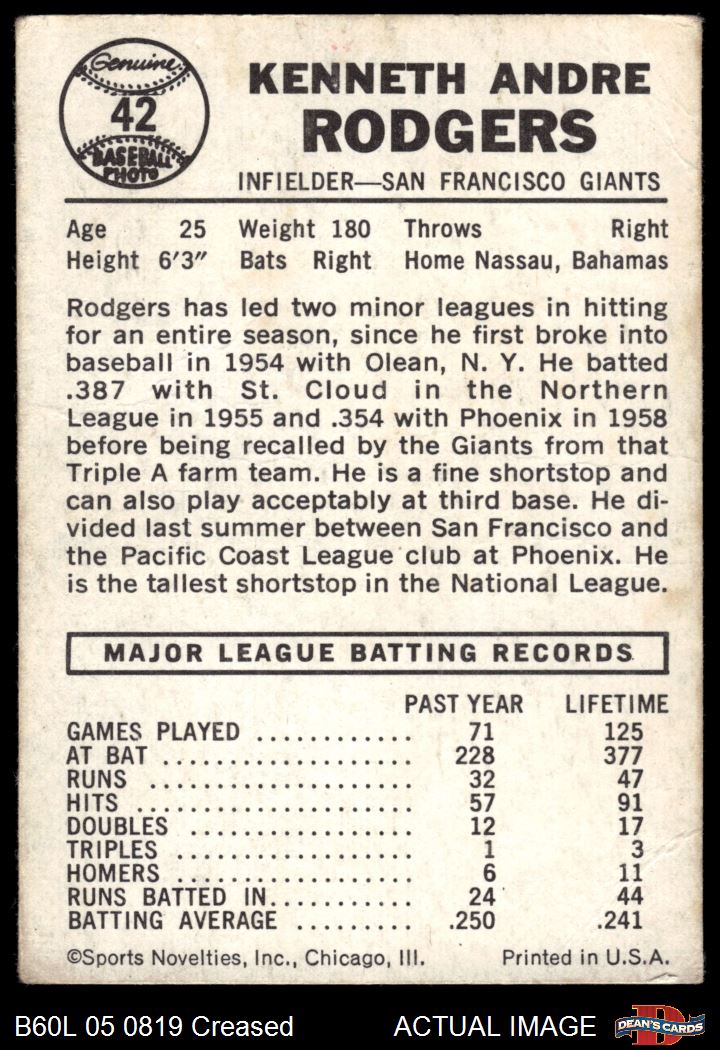 Genuine
42
BASEBALL
PHOTO
KENNETH ANDRE
RODGERS
INFIELDER—SAN FRANCISCO GIANTS
Age 25 Weight 180 Throws Right
Height 6'3" Bats Right Home Nassau, Bahamas
Rodgers has led two minor leagues in hitting
for an entire season, since he first broke into
baseball in 1954 with Olean, N. Y. He batted
.387 with St. Cloud in the Northern
League in 1955 and .354 with Phoenix in 1958
before being recalled by the Giants from that
Triple A farm team. He is a fine shortstop and
can also play acceptably at third base. He di-
vided last summer between San Francisco and
the Pacific Coast League club at Phoenix. He
is the tallest shortstop in the National League.
MAJOR LEAGUE BATTING RECORDS
PAST YEAR LIFETIME
GAMES PLAYED ............ 71 125
AT BAT ................... 228 377
RUNS .................... 32 47
HITS ..................... 57 91
DOUBLES ................. 12 17
TRIPLES .................. 1 3
HOMERS .................. 6 11
RUNS BATTED IN........... 24 44
BATTING AVERAGE ......... .250 .241
©Sports Novelties, Inc., Chicago, Ill. Printed in U.S.A.
B60L 05 0819 Creased ACTUAL IMAGE DEAN'S CARDS